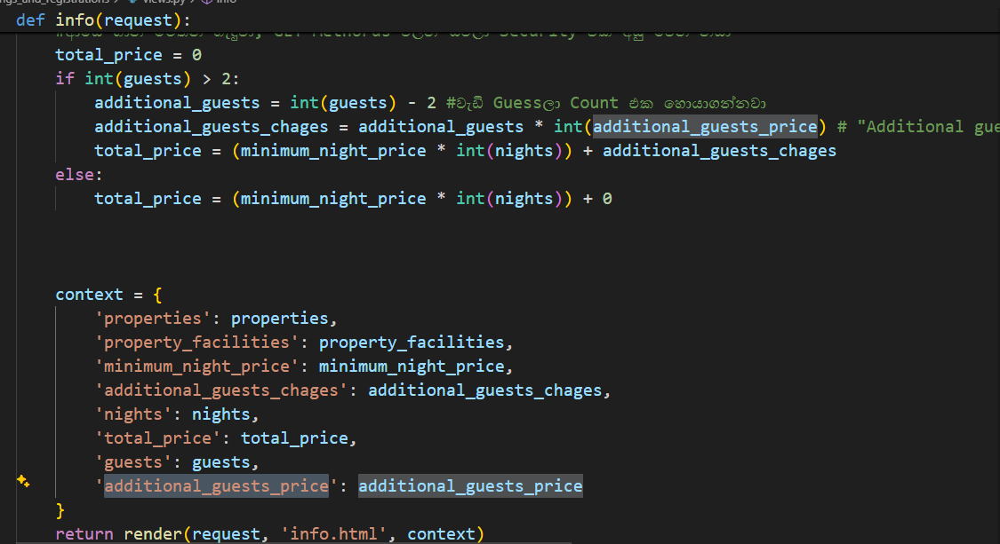 views.py > info
def info(request):
total_price = 0
if int(guests) > 2:
additional_guests = int(guests) - 2 #වැඩි Guessලා Count එක හොයාගන්නවා
additional_guests_chages = additional_guests * int(additional_guests_price) # "Additional gue
total_price = (minimum_night_price * int(nights)) + additional_guests_chages
else:
total_price = (minimum_night_price * int(nights)) + 0
context = {
'properties': properties,
'property_facilities': property_facilities,
'minimum_night_price': minimum_night_price,
'additional_guests_chages': additional_guests_chages,
'nights': nights,
'total_price': total_price,
'guests': guests,
'additional_guests_price': additional_guests_price
}
return render(request, 'info.html', context)